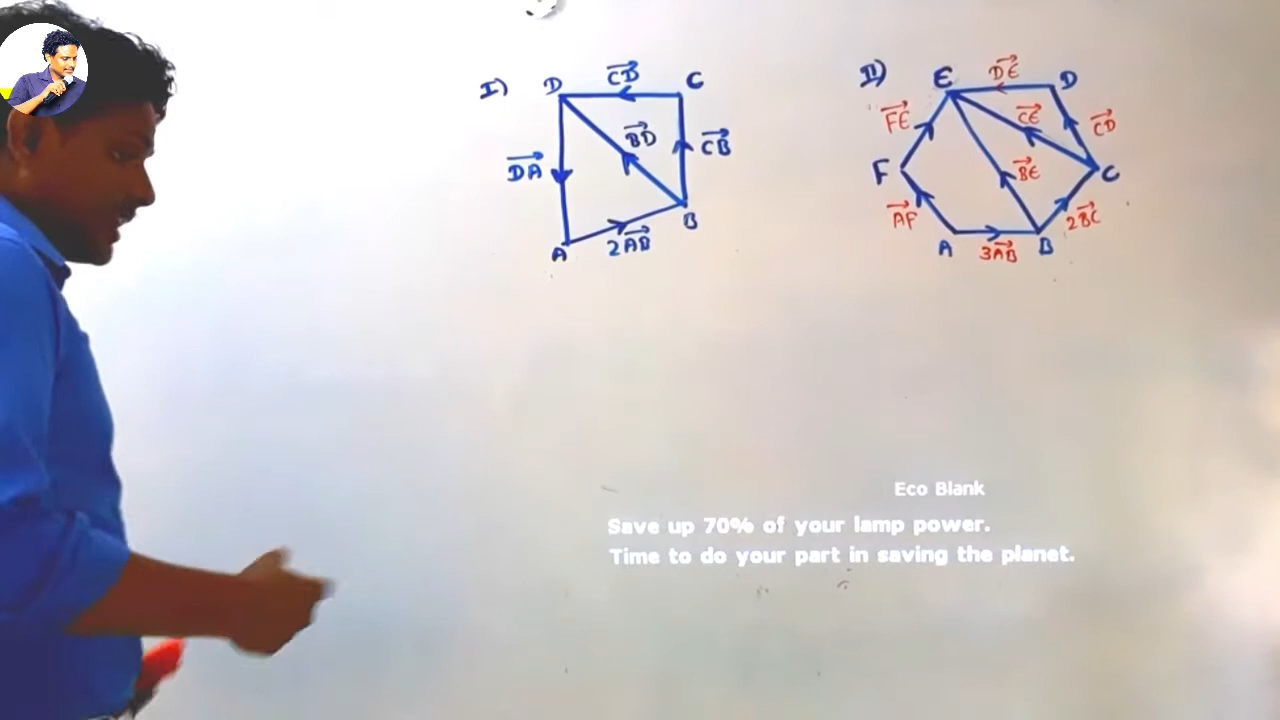 I) D CD C
BD CB
DA
B
A 2AB
II) E DE D
FE CE CD
F BE C
AF 2BC
A 3AB B
Eco Blank
Save up 70% of your lamp power.
Time to do your part in saving the planet.